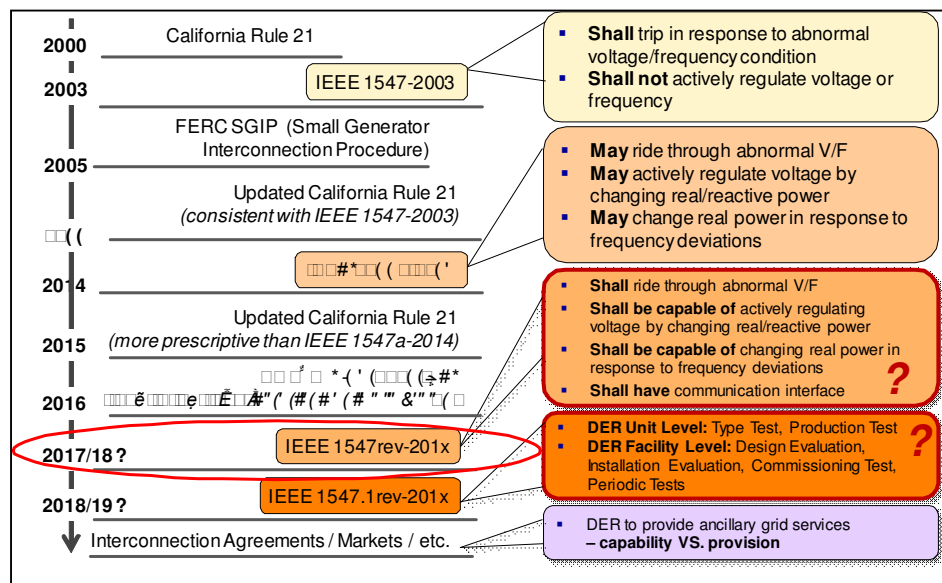 2000
California Rule 21
2003
IEEE 1547-2003
FERC SGIP (Small Generator
Interconnection Procedure)
2005
Updated California Rule 21
(consistent with IEEE 1547-2003)
2014
Updated California Rule 21
(more prescriptive than IEEE 1547a-2014)
2015
2016
IEEE 1547rev-201x
2017/18 ?
IEEE 1547.1rev-201x
2018/19 ?
Interconnection Agreements / Markets / etc.
▪ Shall trip in response to abnormal
voltage/frequency condition
▪ Shall not actively regulate voltage or
frequency
▪ May ride through abnormal V/F
▪ May actively regulate voltage by
changing real/reactive power
▪ May change real power in response to
frequency deviations
▪ Shall ride through abnormal V/F
▪ Shall be capable of actively regulating
voltage by changing real/reactive power
▪ Shall be capable of changing real power in
response to frequency deviations
▪ Shall have communication interface
?
▪ DER Unit Level: Type Test, Production Test
▪ DER Facility Level: Design Evaluation,
Installation Evaluation, Commissioning Test,
Periodic Tests
?
▪ DER to provide ancillary grid services
– capability VS. provision